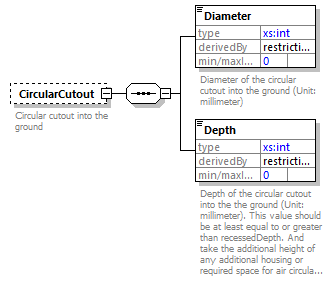 Diameter
type xs:int
derivedBy restricti...
min/maxI... 0
Diameter of the circular
cutout into the ground (Unit:
millimeter)
CircularCutout
Circular cutout into the
ground
Depth
type xs:int
derivedBy restricti...
min/maxI... 0
Depth of the circular cutout
into the the ground (Unit:
millimeter). This value should
be at least equal to or greater
than recessedDepth. And
take the additional height of
any additional housing or
required space for air circula...